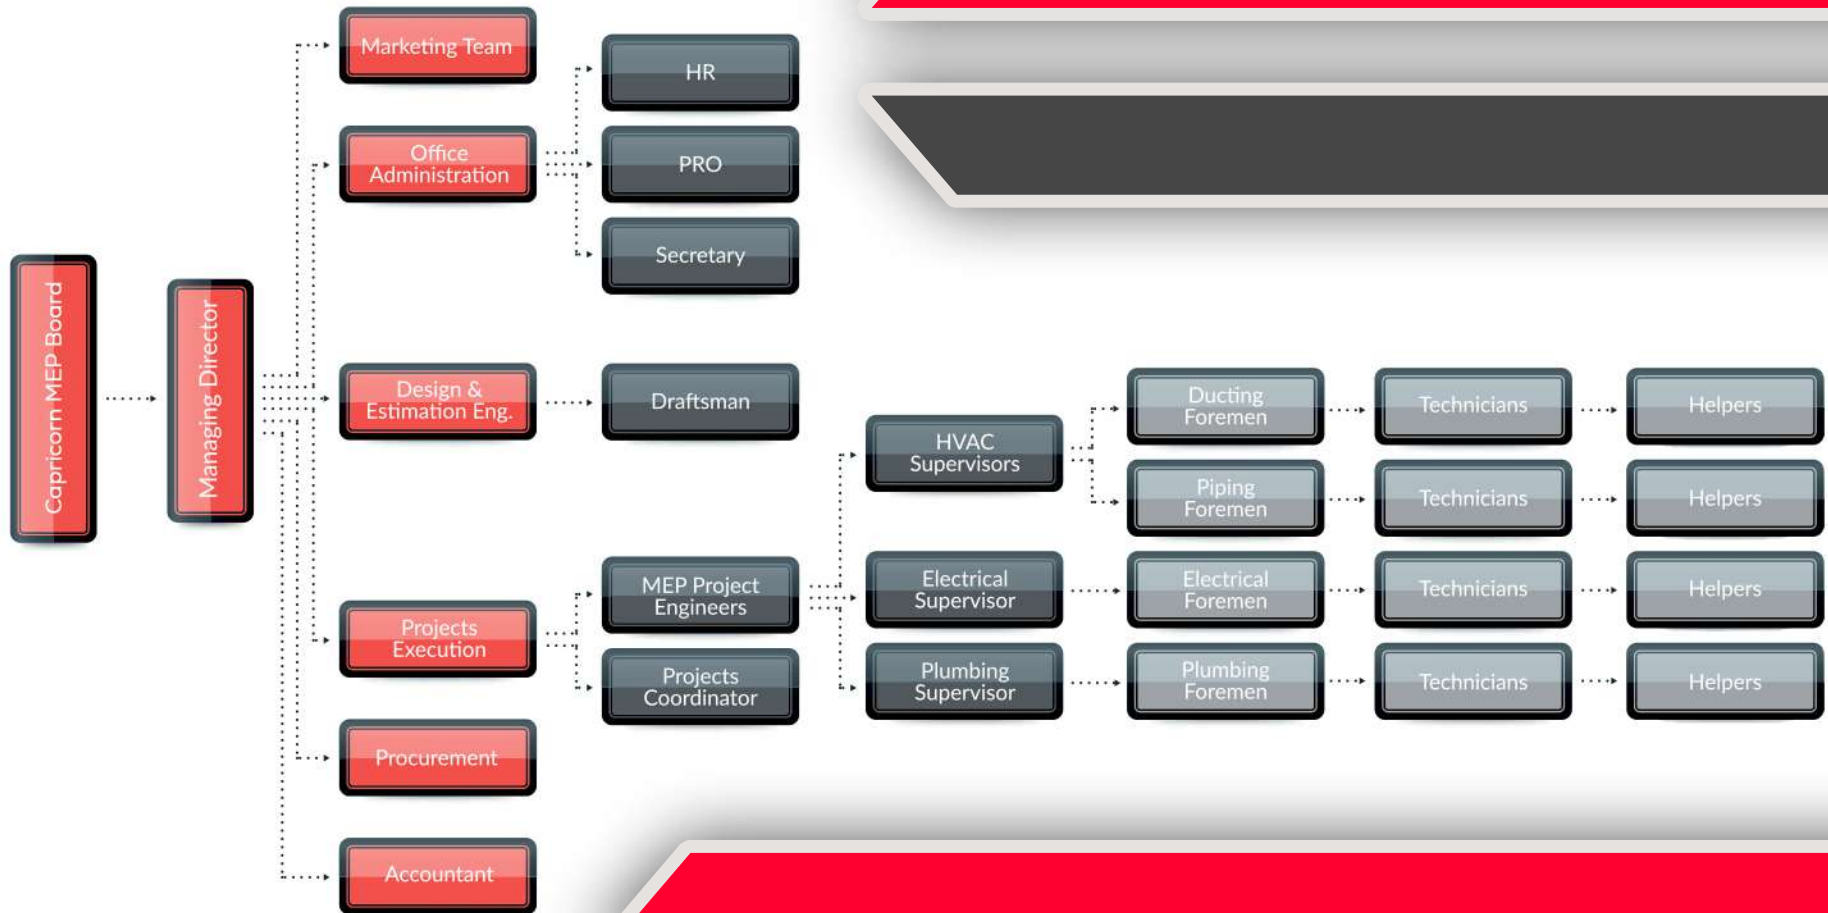 Capricorn MEP Board
Managing Director
Marketing Team
Office
Administration
HR
PRO
Secretary
Design &
Estimation Eng.
Draftsman
Projects
Execution
MEP Project
Engineers
Projects
Coordinator
HVAC
Supervisors
Ducting
Foremen
Technicians
Helpers
Piping
Foremen
Technicians
Helpers
Electrical
Supervisor
Electrical
Foremen
Technicians
Helpers
Plumbing
Supervisor
Plumbing
Foremen
Technicians
Helpers
Procurement
Accountant